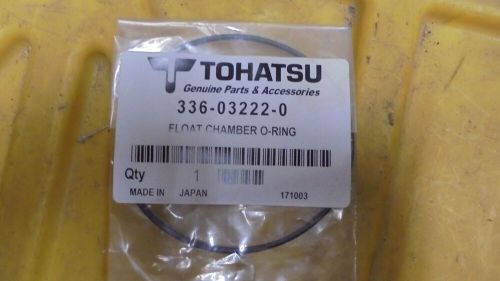 TOHATSU
Genuine Parts & Accessories
336-03222-0
FLOAT CHAMBER O-RING
Qty 1
MADE IN JAPAN 171003